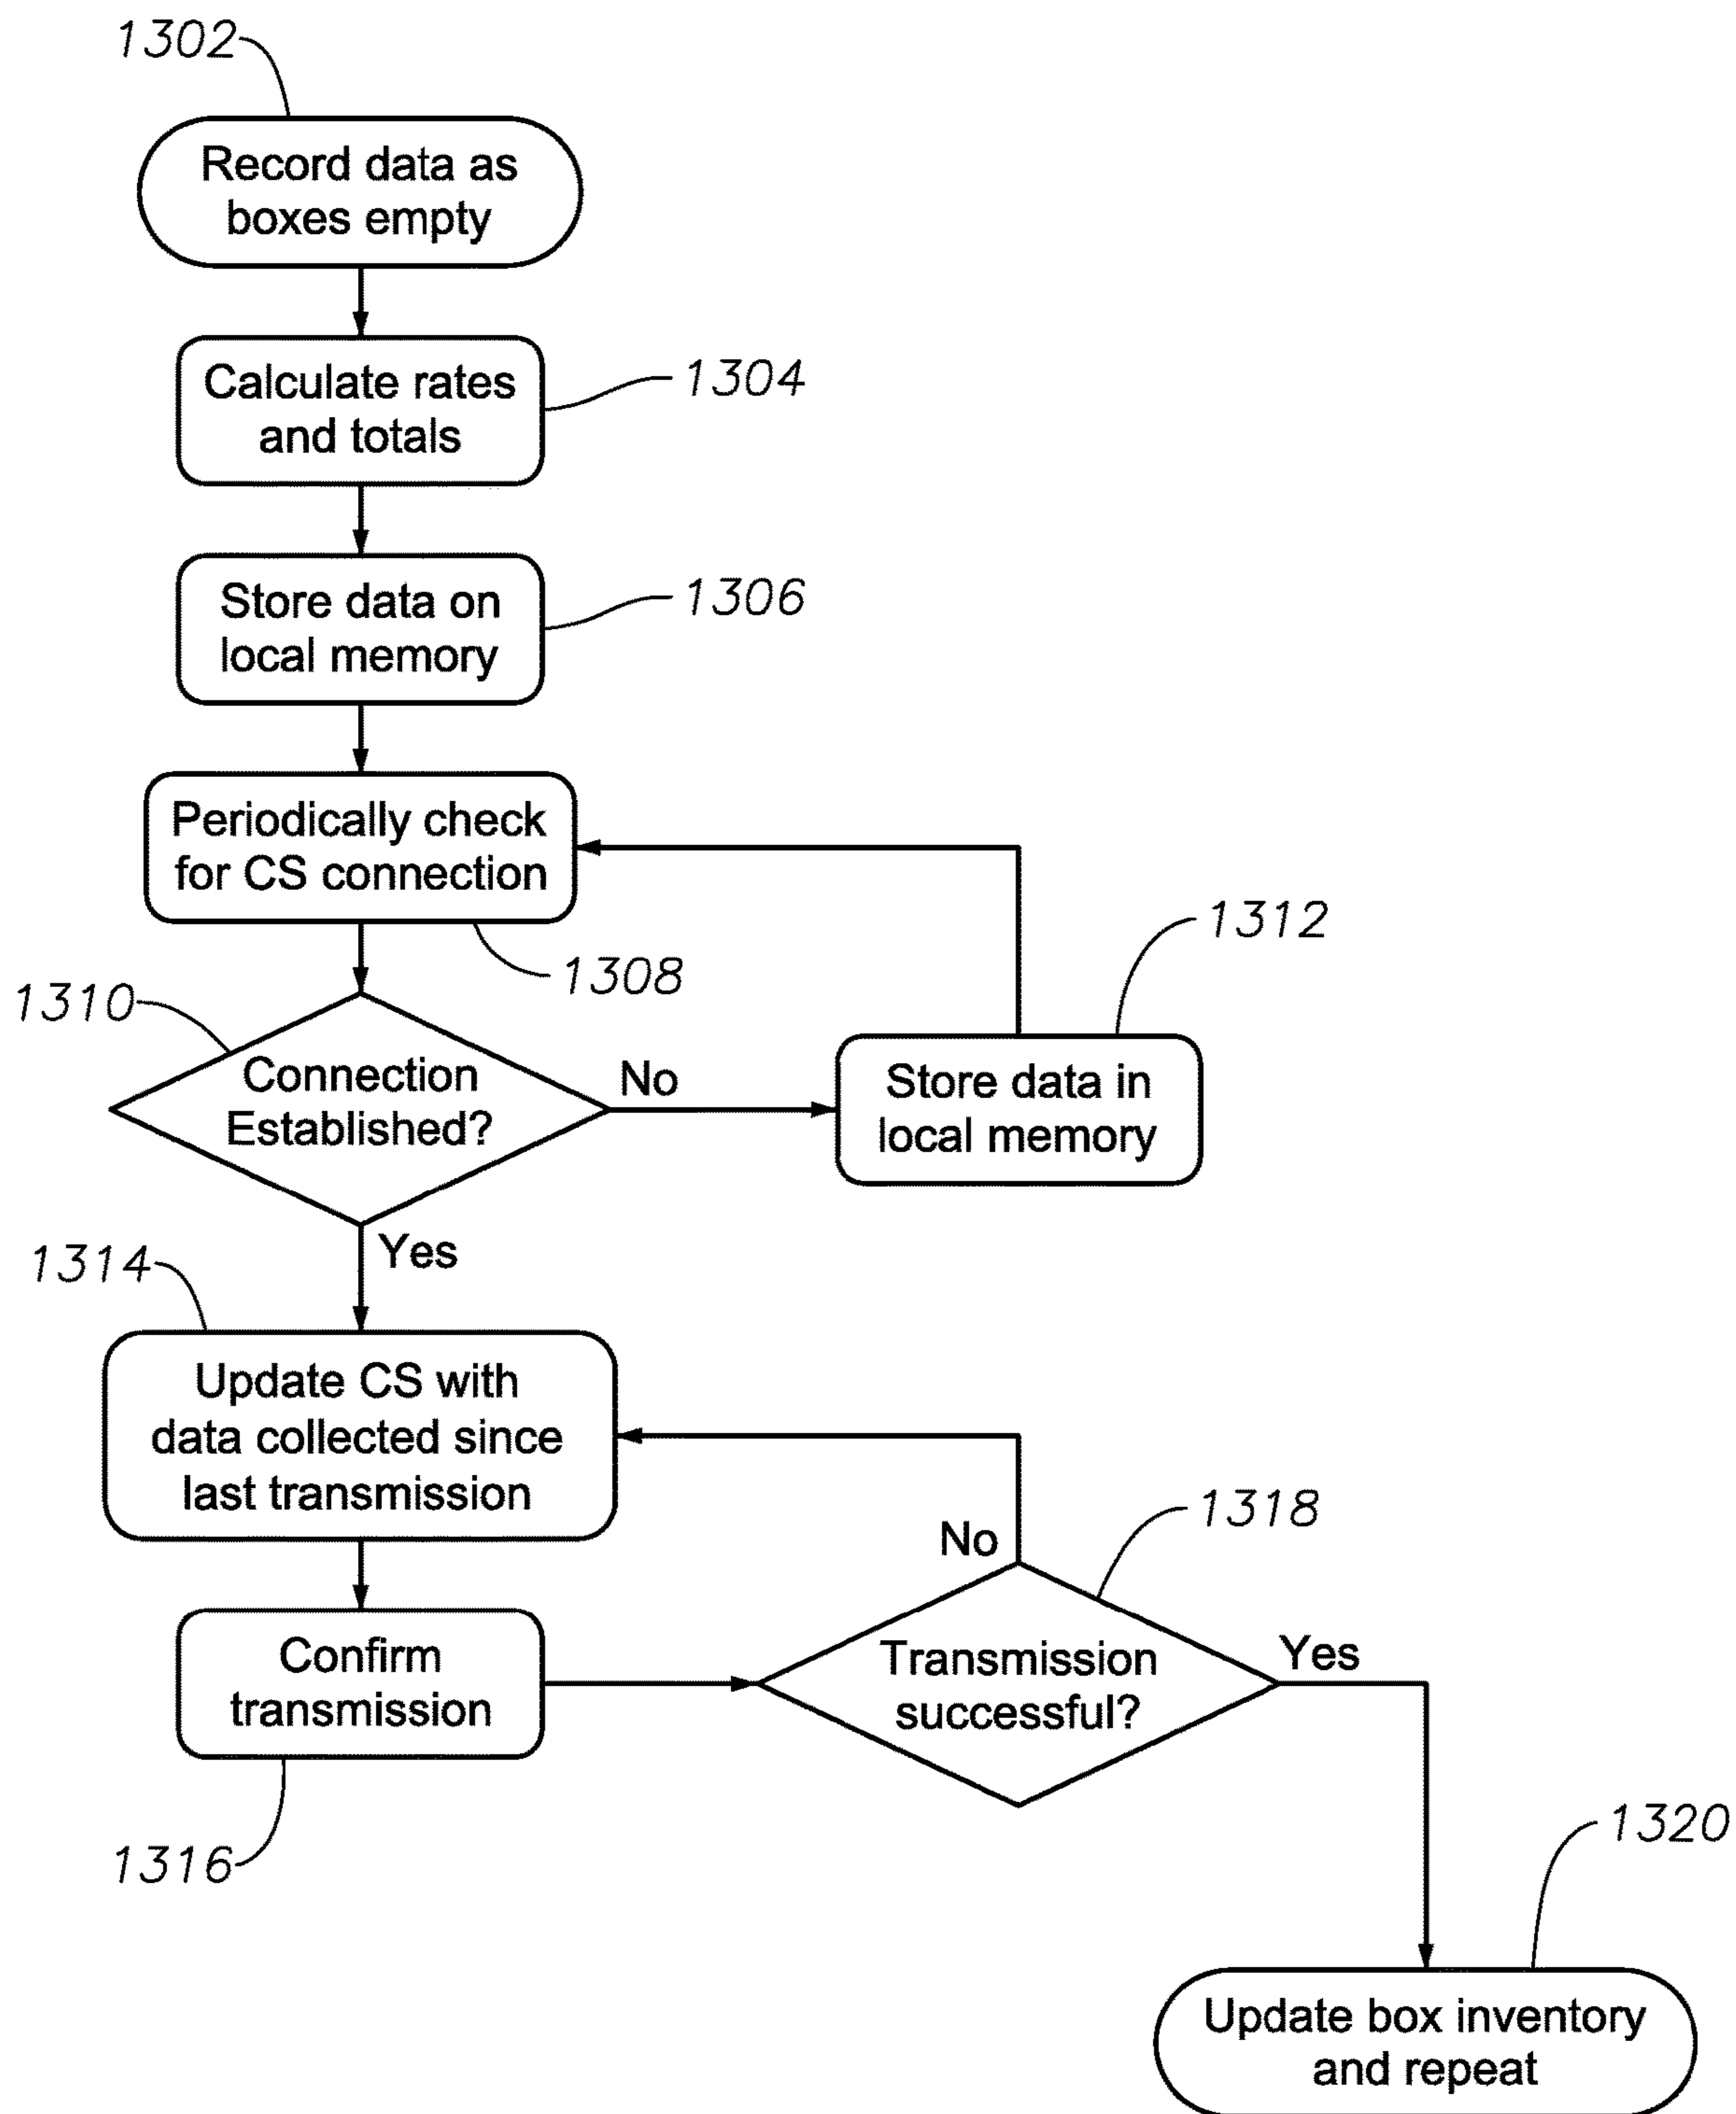 1302
Record data as
boxes empty
Calculate rates
and totals
1304
Store data on
local memory
1306
Periodically check
for CS connection
1308
1310
Connection
Established?
No
1312
Store data in
local memory
Yes
1314
Update CS with
data collected since
last transmission
Confirm
transmission
1316
No
1318
Transmission
successful?
Yes
1320
Update box inventory
and repeat